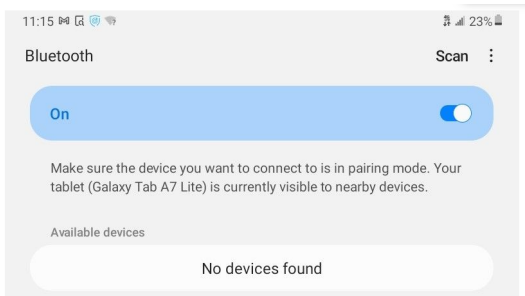 11:15 23%
Bluetooth Scan
On
Make sure the device you want to connect to is in pairing mode. Your
tablet (Galaxy Tab A7 Lite) is currently visible to nearby devices.
Available devices
No devices found